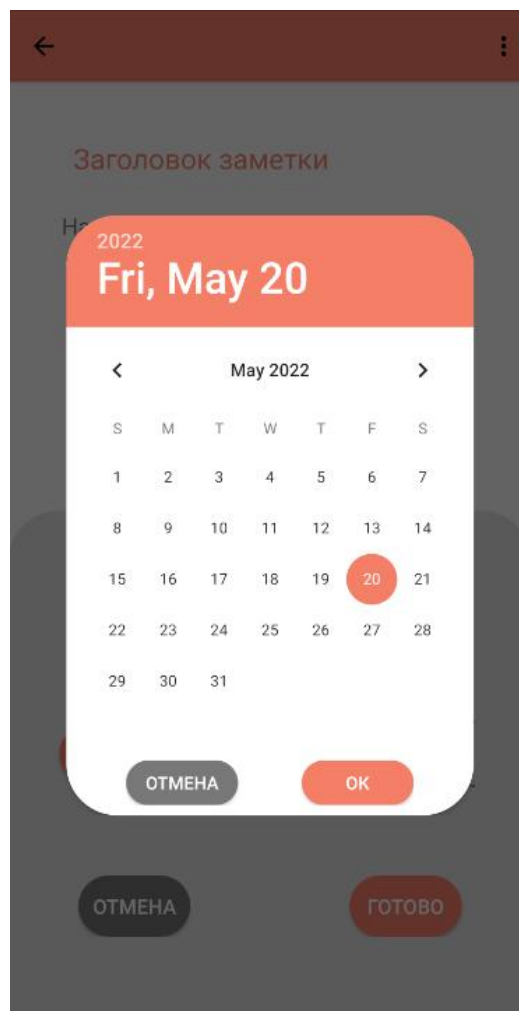 Заголовок заметки
2022
Fri, May 20
May 2022
S M T W T F S
1 2 3 4 5 6 7
8 9 10 11 12 13 14
15 16 17 18 19 20 21
22 23 24 25 26 27 28
29 30 31
ОТМЕНА ОК
ОТМЕНА ГОТОВО